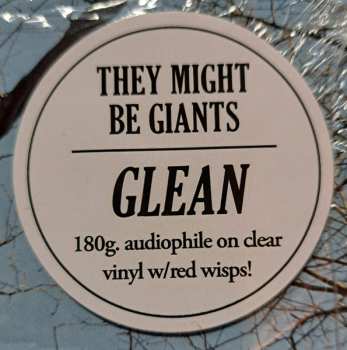 THEY MIGHT
BE GIANTS
GLEAN
180g. audiophile on clear
vinyl w/red wisps!